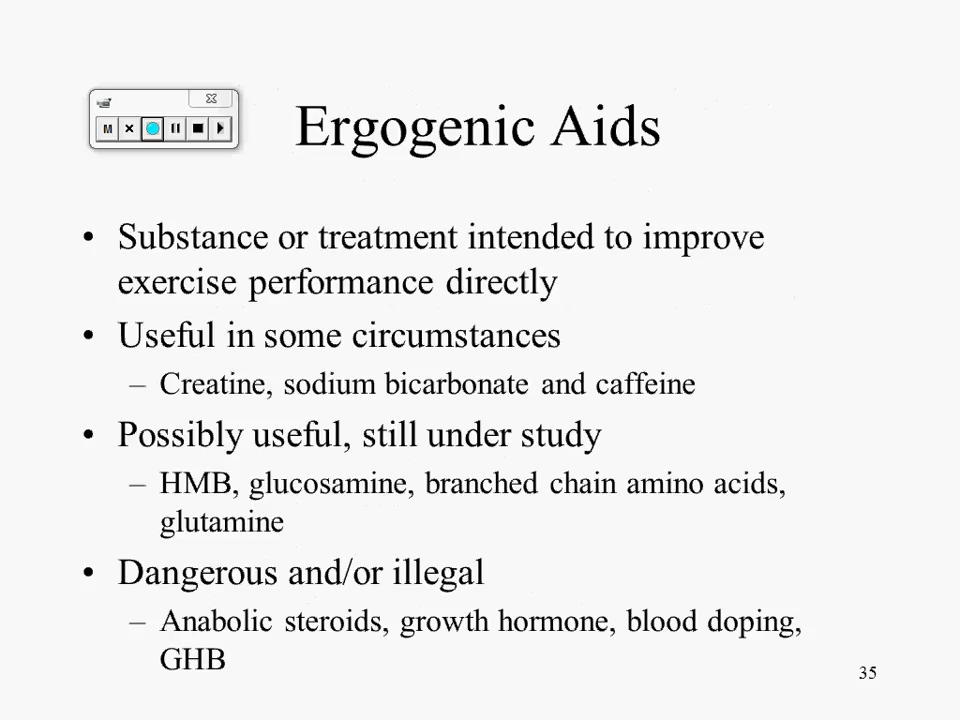 M
Ergogenic Aids
• Substance or treatment intended to improve
exercise performance directly
• Useful in some circumstances
– Creatine, sodium bicarbonate and caffeine
• Possibly useful, still under study
– HMB, glucosamine, branched chain amino acids,
glutamine
• Dangerous and/or illegal
– Anabolic steroids, growth hormone, blood doping,
GHB
35